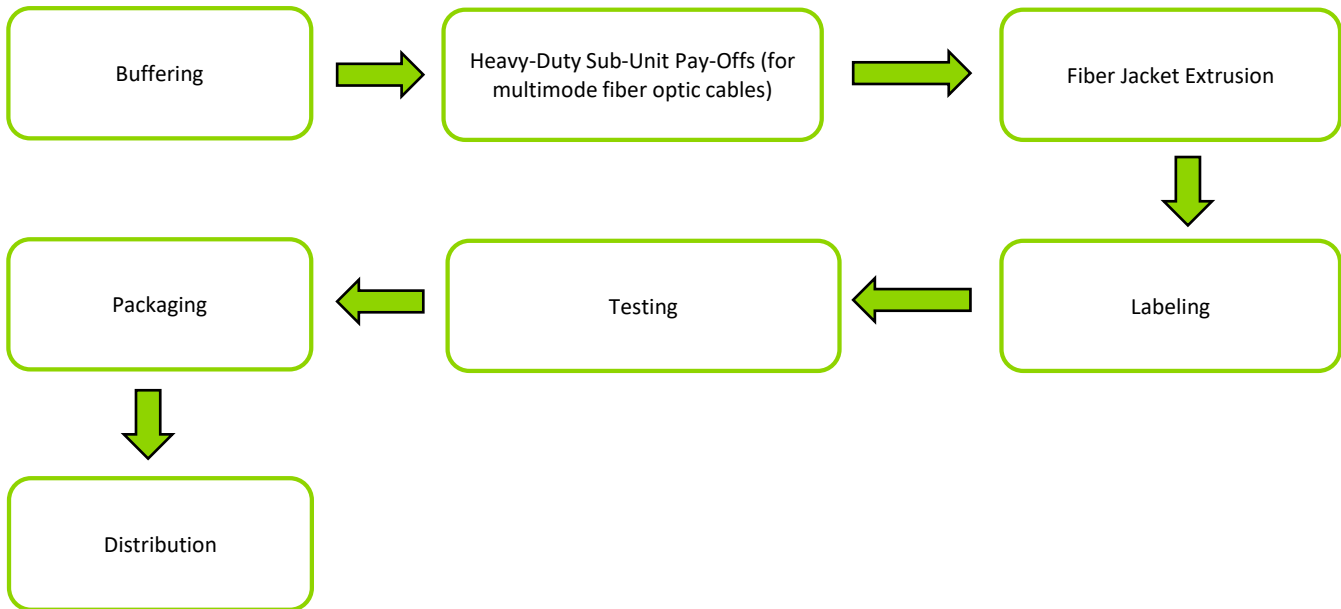 Buffering
Heavy-Duty Sub-Unit Pay-Offs (for
multimode fiber optic cables)
Fiber Jacket Extrusion
Labeling
Testing
Packaging
Distribution